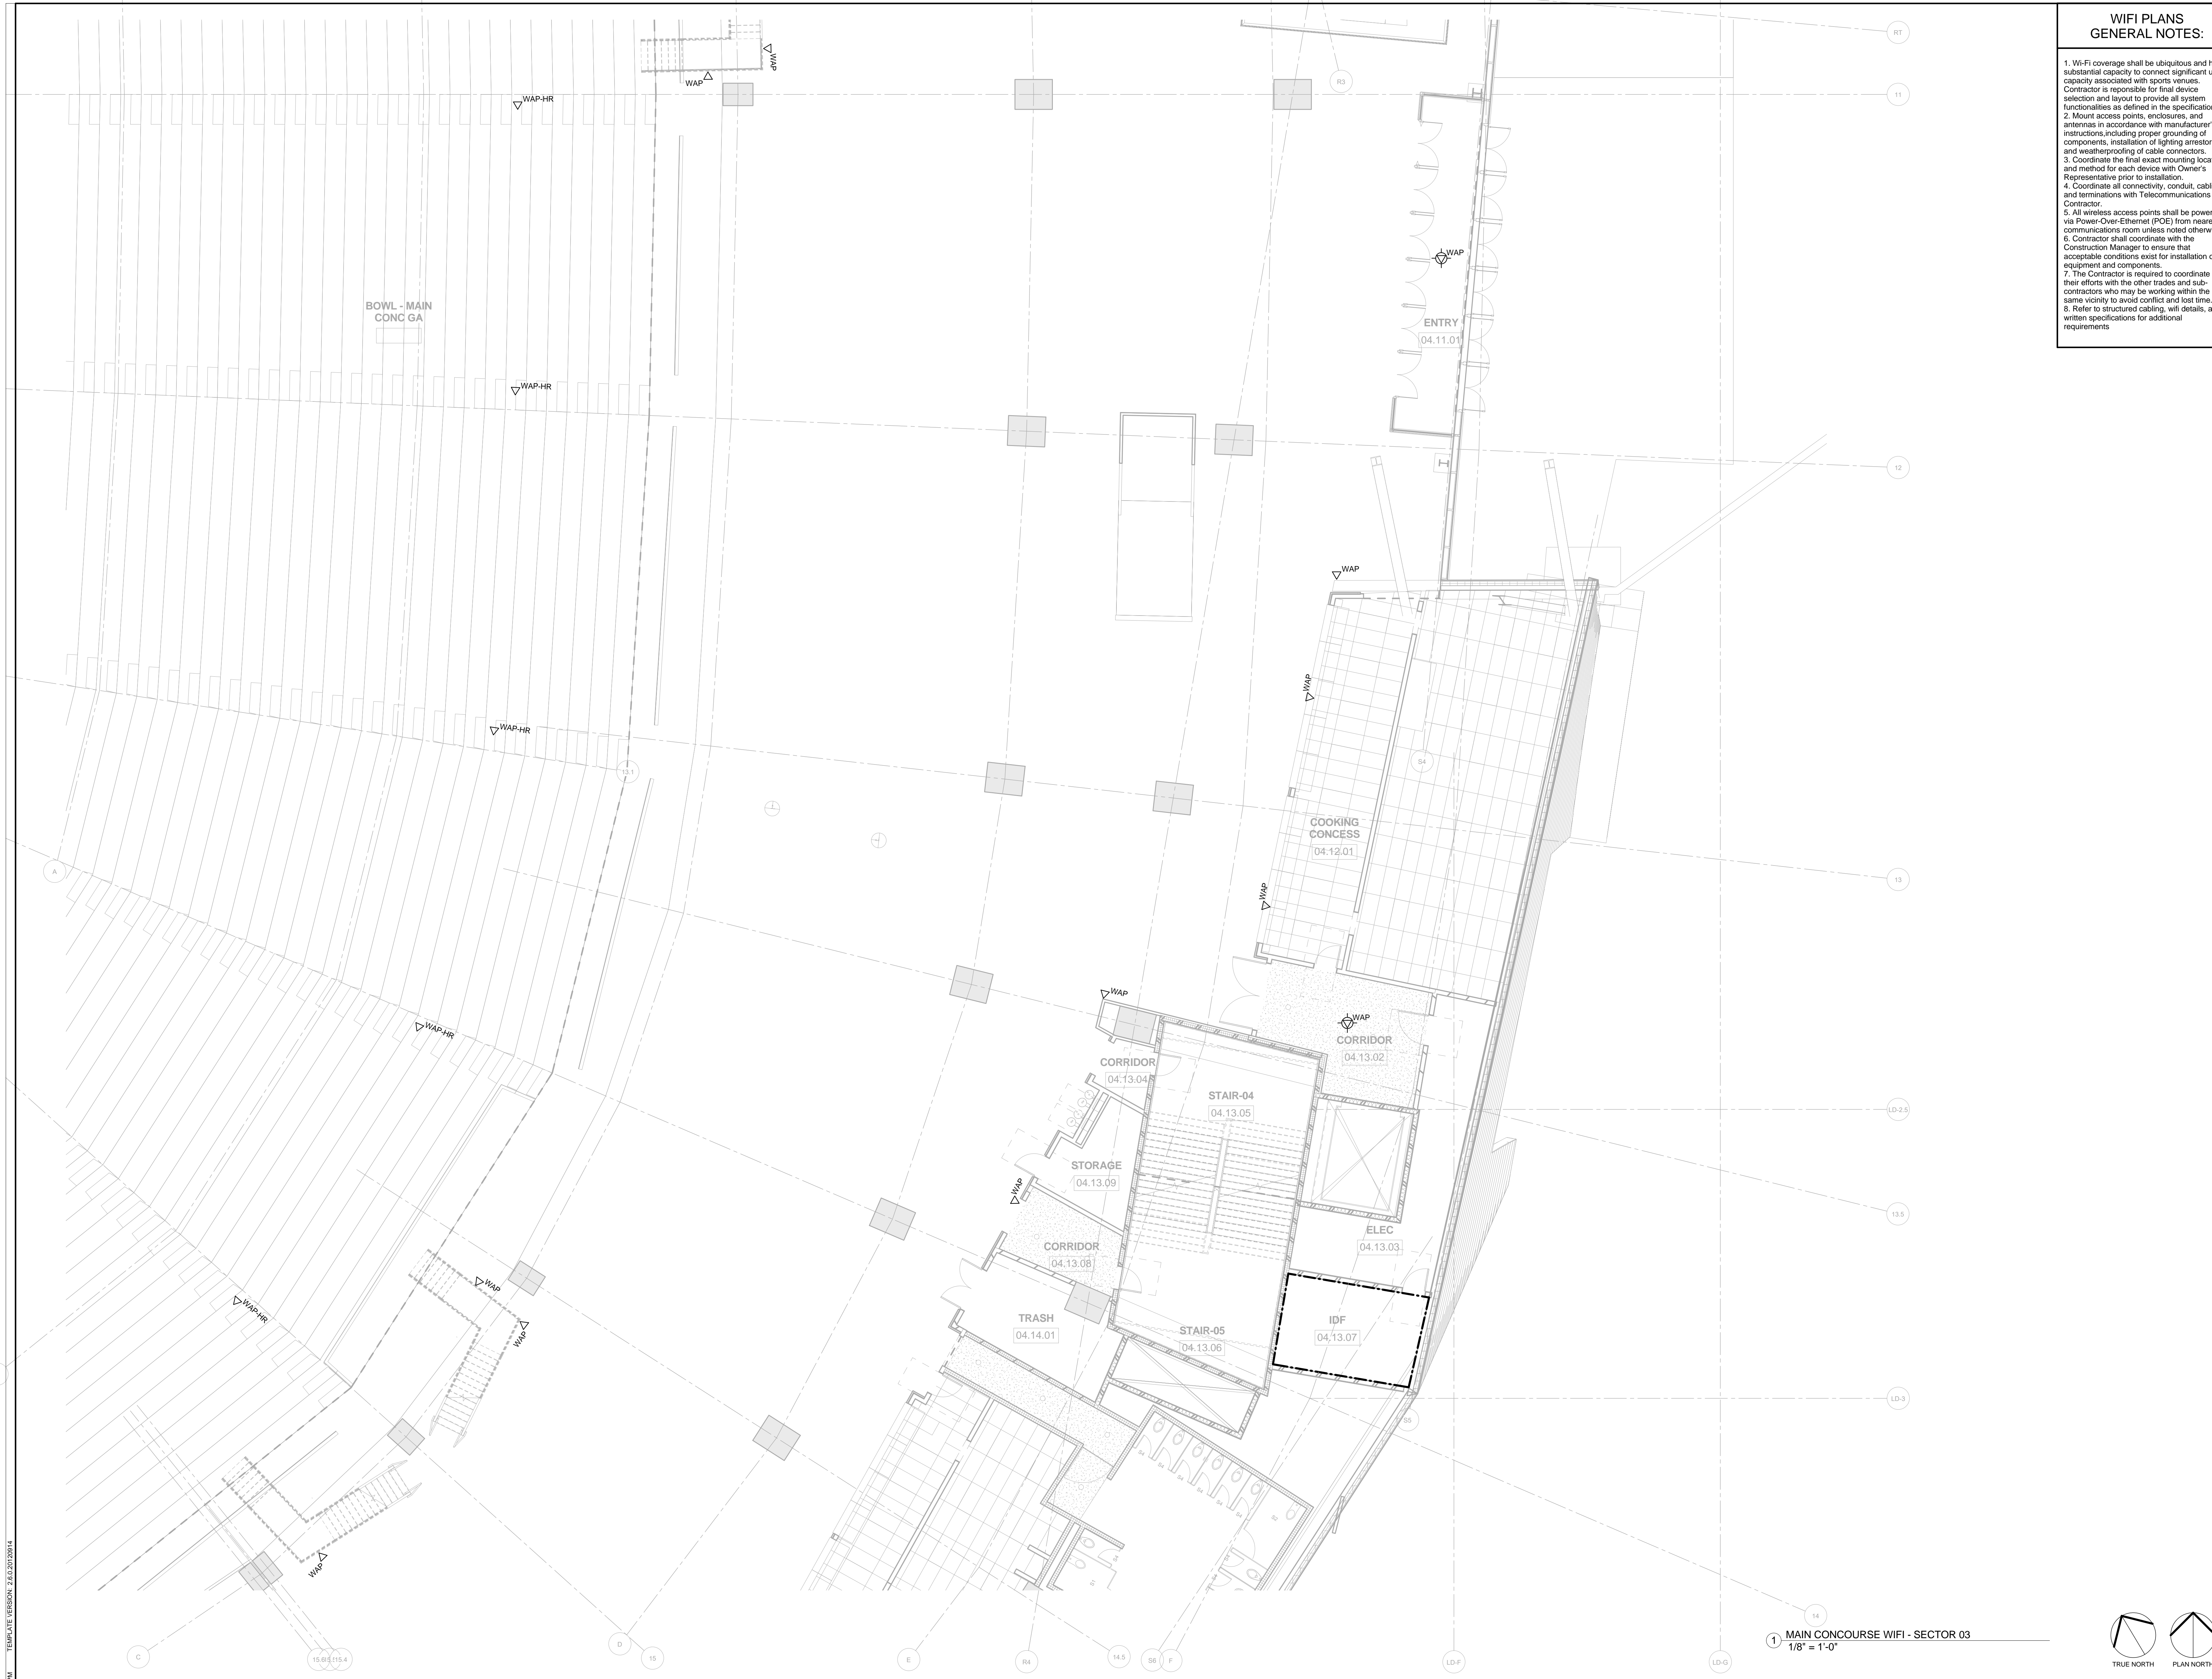 WIFI PLANS
GENERAL NOTES:
1. Wi-Fi coverage shall be ubiquitous and
substantial capacity to connect significant
capacity associated with sports venues.
Contractor is reponsible for final device
selection and layout to provide all system
functionalities as defined in the
2. Mount access points, enclosures, and
antennas in accordance with
instructions,including proper grounding of
components, installation of lighting
and weatherproofing of cable connectors.
3. Coordinate the final exact mounting
and method for each device with Owner's
Representative prior to installation.
4. Coordinate all connectivity, conduit,
and terminations with Telecommunications
Contractor.
5. All wireless access points shall be
via Power-Over-Ethernet (POE) from
communications room unless noted
6. Contractor shall coordinate with the
Construction Manager to ensure that
acceptable conditions exist for installation
equipment and components.
7. The Contractor is required to coordinate
their efforts with the other trades and sub-
contractors who may be working within the
same vicinity to avoid conflict and lost time.
8. Refer to structured cabling, wifi details,
written specifications for additional
requirements
RT
R3
11
WAP
WAP
WAP-HR
WAP
BOWL - MAIN
CONC GA
ENTRY
04.11.01
WAP-HR
12
WAP
WAP
WAP-HR
13.1
S4
COOKING
CONCESS
04.12.01
A
13
WAP
WAP
WAP-HR
WAP
CORRIDOR
04.13.02
CORRIDOR
04.13.04
STAIR-04
04.13.05
LD-2.5
STORAGE
04.13.09
WAP
13.5
ELEC
04.13.03
CORRIDOR
04.13.08
WAP
WAP-HR
WAP
TRASH
04.14.01
STAIR-05
04.13.06
IDF
04.13.07
LD-3
S5
S4
S4
S4
S4
S4
S4
S2
S4
S1
WAP
14
1
MAIN CONCOURSE WIFI - SECTOR 03
1/8" = 1'-0"
C
15.4
D
15
E
R4
14.5
S6
F
LD-F
LD-G
TRUE NORTH
PLAN NORTH
TEMPLATE VERSION: 2.6.0.20120914